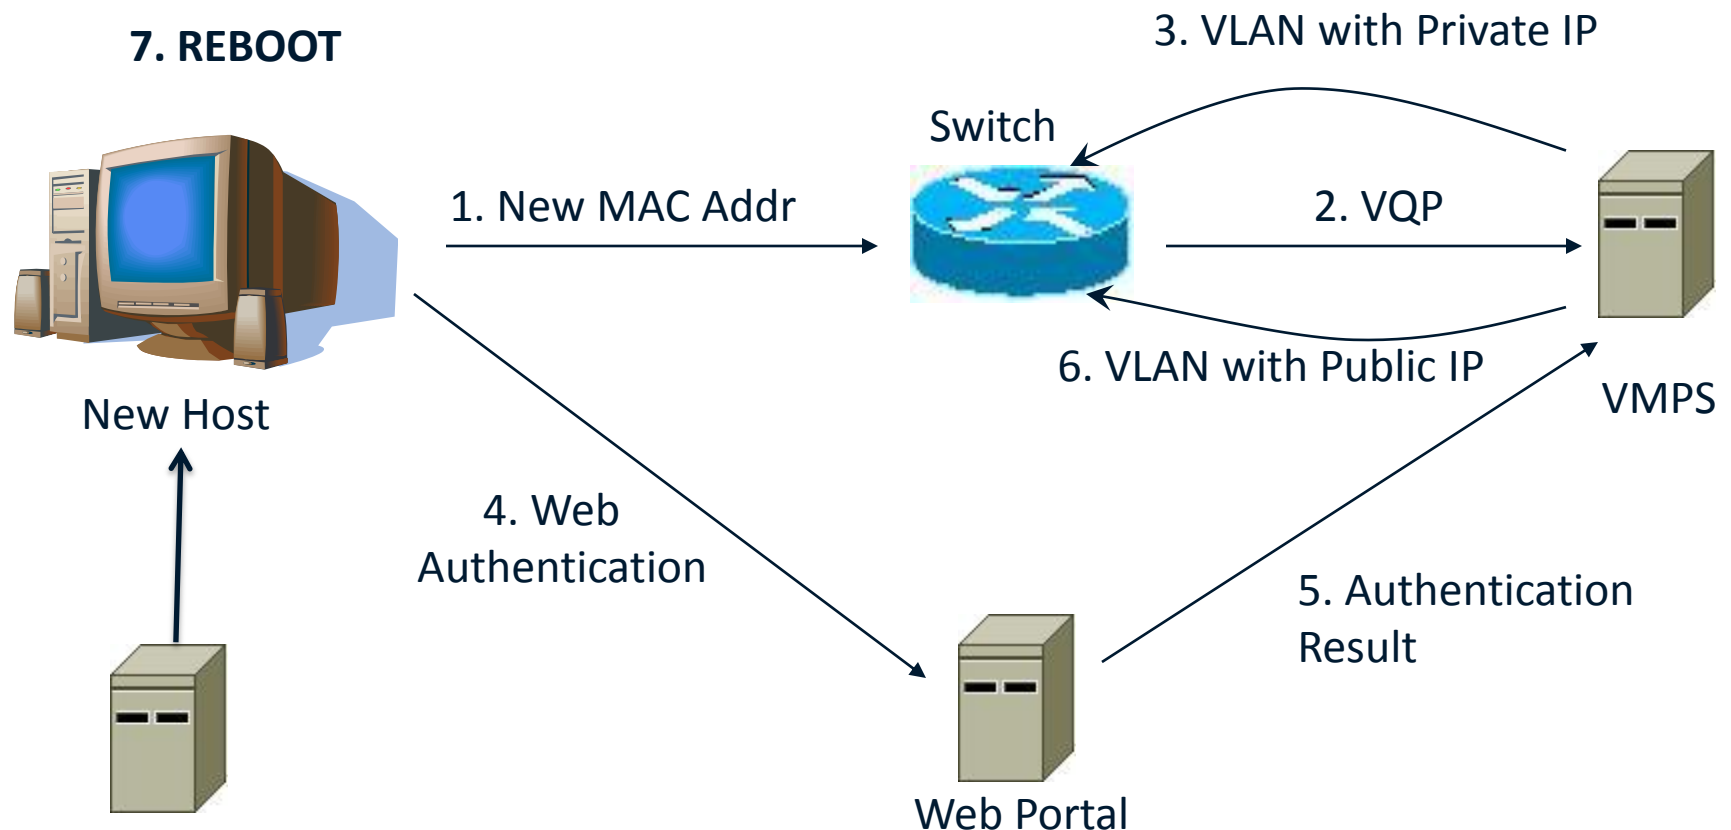 7. REBOOT
3. VLAN with Private IP
Switch
1. New MAC Addr
2. VQP
6. VLAN with Public IP
VMPS
New Host
4. Web
Authentication
5. Authentication
Result
Web Portal